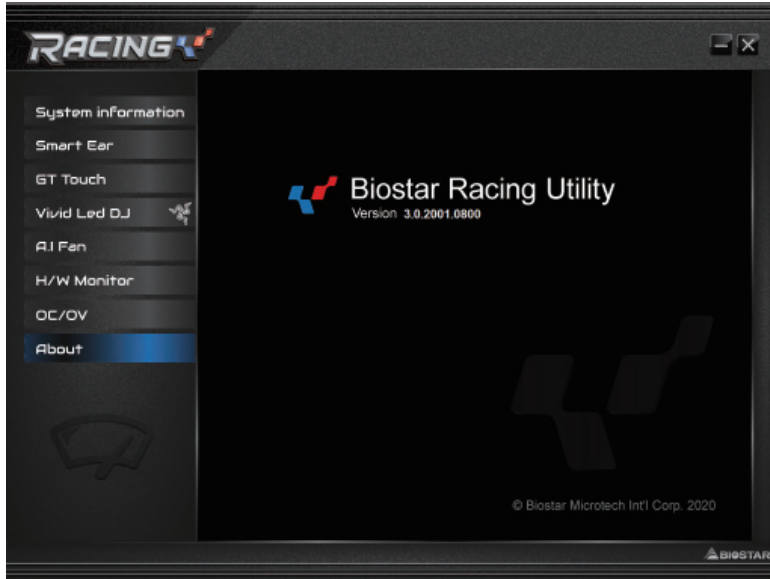 RACING
System information
Smart Ear
GT Touch
Vivid Led DJ
A.I Fan
H/W Monitor
OC/OV
About
Biostar Racing Utility
Version 3.0.2001.0800
© Biostar Microtech Int'l Corp. 2020
BIOSTAR